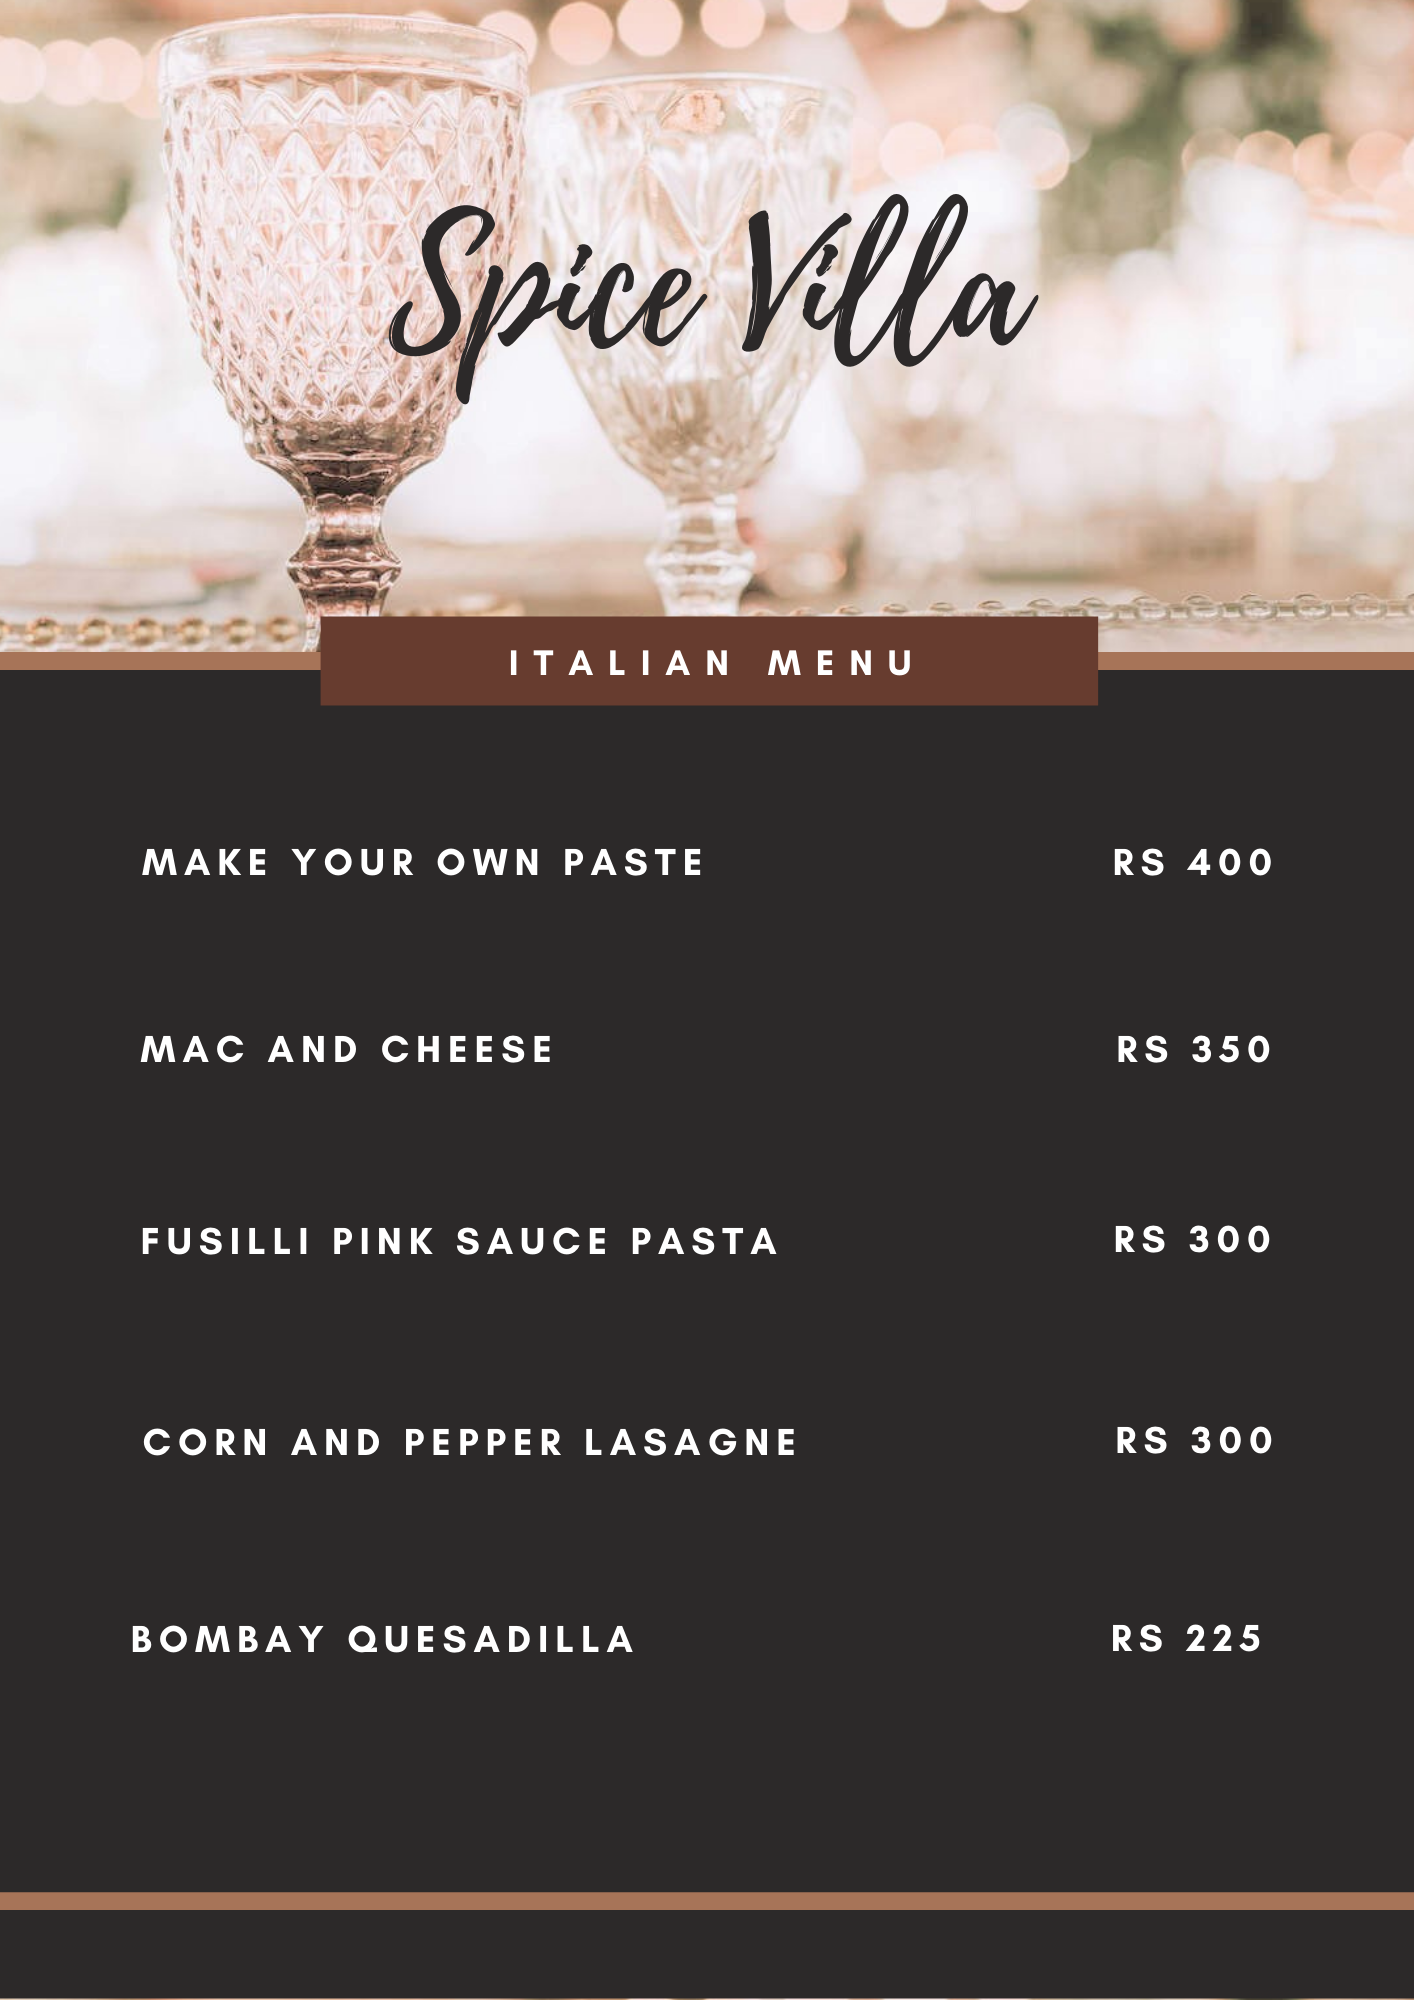 Spice Villa
ITALIAN MENU
MAKE YOUR OWN PASTE RS 400
MAC AND CHEESE RS 350
FUSILLI PINK SAUCE PASTA RS 300
CORN AND PEPPER LASAGNE RS 300
BOMBAY QUESADILLA RS 225